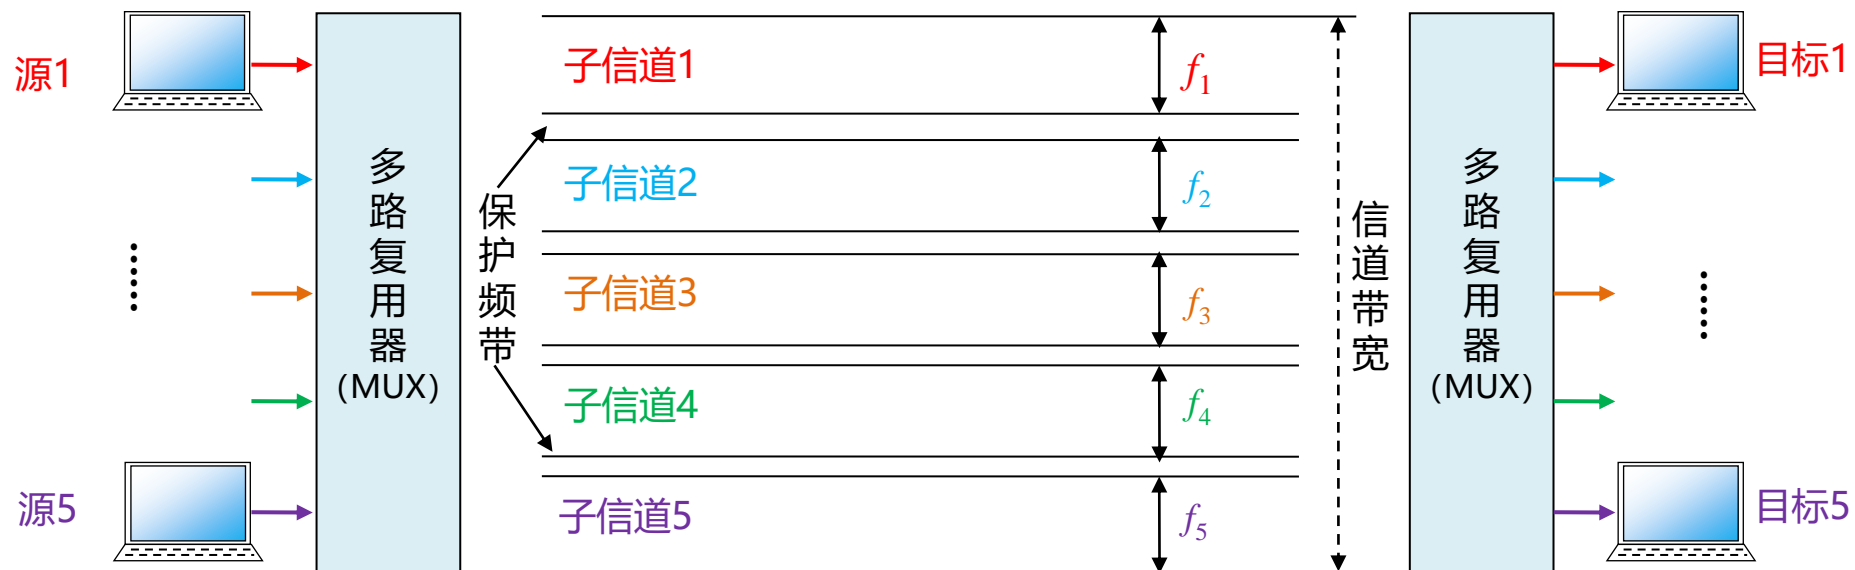 源1
源5
多路复用器
(MUX)
保护频带
子信道1
f1
子信道2
f2
子信道3
f3
子信道4
f4
子信道5
f5
信道带宽
多路复用器
(MUX)
目标1
目标5